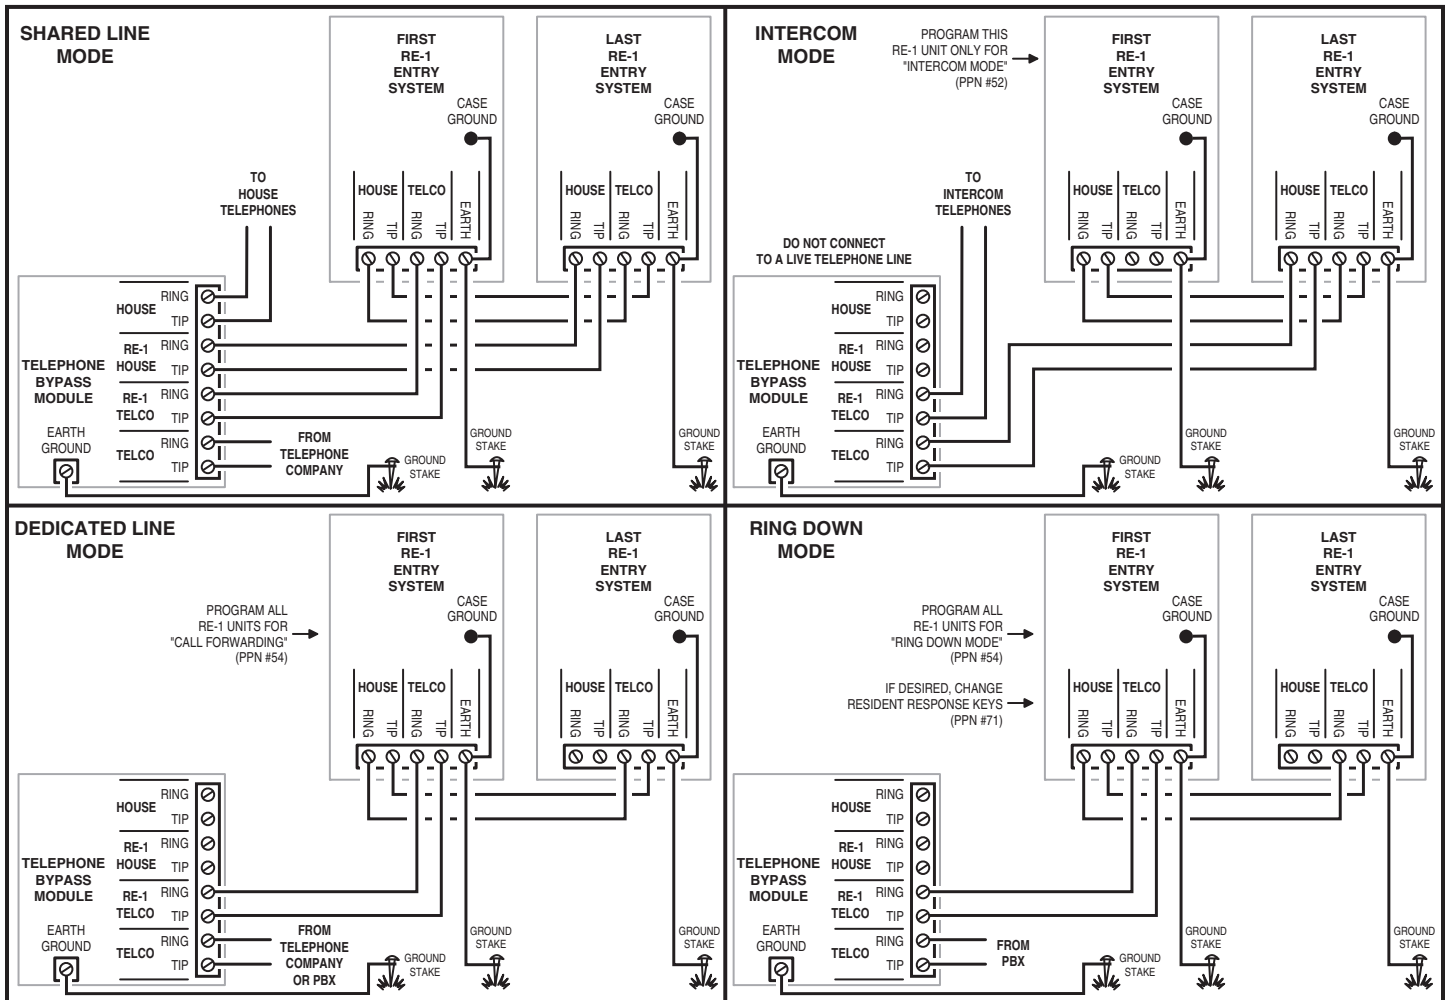 SHARED LINE
MODE
FIRST
RE-1
ENTRY
SYSTEM
CASE
GROUND
LAST
RE-1
ENTRY
SYSTEM
CASE
GROUND
TO
HOUSE
TELEPHONES
HOUSE TELCO
RING TIP RING TIP EARTH
HOUSE TELCO
RING TIP RING TIP EARTH
TELEPHONE
BYPASS
MODULE
EARTH
GROUND
HOUSE
RING
TIP
RE-1
HOUSE
RING
TIP
RE-1
TELCO
RING
TIP
TELCO
RING
TIP
FROM
TELEPHONE
COMPANY
GROUND
STAKE
GROUND
STAKE
GROUND
STAKE
INTERCOM
MODE
PROGRAM THIS
RE-1 UNIT ONLY FOR
"INTERCOM MODE"
(PPN #52)
FIRST
RE-1
ENTRY
SYSTEM
CASE
GROUND
LAST
RE-1
ENTRY
SYSTEM
CASE
GROUND
TO
INTERCOM
TELEPHONES
DO NOT CONNECT
TO A LIVE TELEPHONE LINE
HOUSE TELCO
RING TIP RING TIP EARTH
HOUSE TELCO
RING TIP RING TIP EARTH
TELEPHONE
BYPASS
MODULE
EARTH
GROUND
HOUSE
RING
TIP
RE-1
HOUSE
RING
TIP
RE-1
TELCO
RING
TIP
TELCO
RING
TIP
GROUND
STAKE
GROUND
STAKE
GROUND
STAKE
DEDICATED LINE
MODE
PROGRAM ALL
RE-1 UNITS FOR
"CALL FORWARDING"
(PPN #54)
FIRST
RE-1
ENTRY
SYSTEM
CASE
GROUND
LAST
RE-1
ENTRY
SYSTEM
CASE
GROUND
HOUSE TELCO
RING TIP RING TIP EARTH
HOUSE TELCO
RING TIP RING TIP EARTH
TELEPHONE
BYPASS
MODULE
EARTH
GROUND
HOUSE
RING
TIP
RE-1
HOUSE
RING
TIP
RE-1
TELCO
RING
TIP
TELCO
RING
TIP
FROM
TELEPHONE
COMPANY
OR PBX
GROUND
STAKE
GROUND
STAKE
GROUND
STAKE
RING DOWN
MODE
PROGRAM ALL
RE-1 UNITS FOR
"RING DOWN MODE"
(PPN #54)
IF DESIRED, CHANGE
RESIDENT RESPONSE KEYS
(PPN #71)
FIRST
RE-1
ENTRY
SYSTEM
CASE
GROUND
LAST
RE-1
ENTRY
SYSTEM
CASE
GROUND
HOUSE TELCO
RING TIP RING TIP EARTH
HOUSE TELCO
RING TIP RING TIP EARTH
TELEPHONE
BYPASS
MODULE
EARTH
GROUND
HOUSE
RING
TIP
RE-1
HOUSE
RING
TIP
RE-1
TELCO
RING
TIP
TELCO
RING
TIP
FROM
PBX
GROUND
STAKE
GROUND
STAKE
GROUND
STAKE